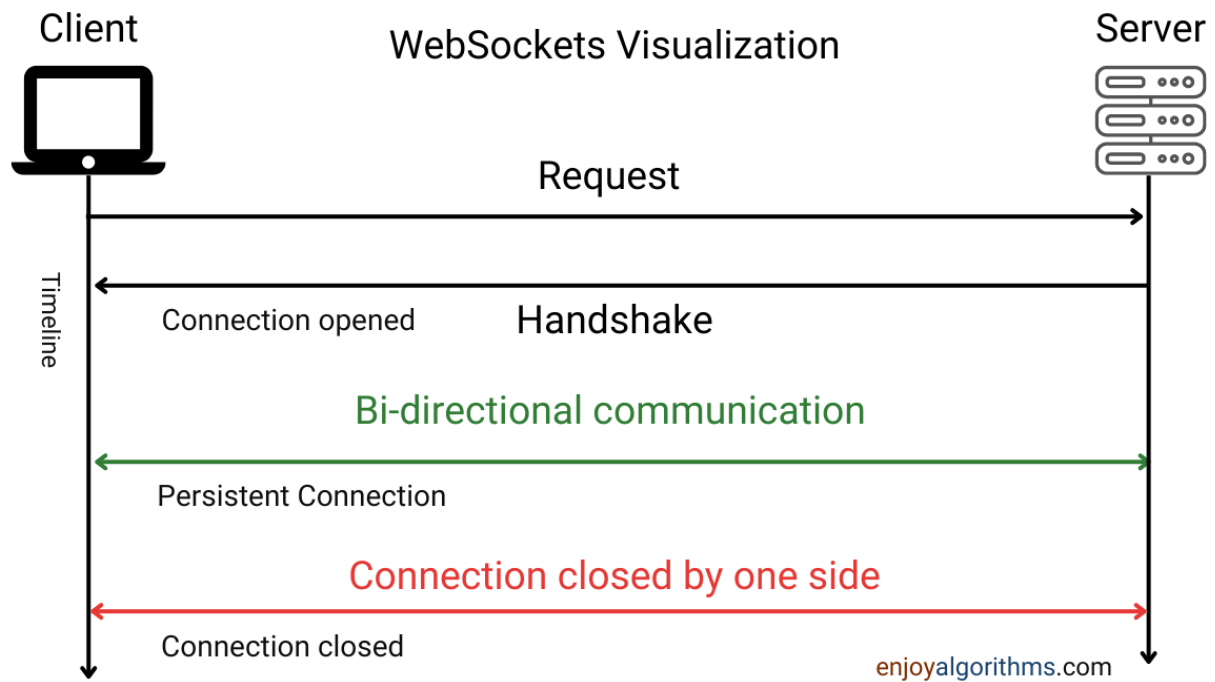 Client
WebSockets Visualization
Server
Request
Timeline
Connection opened
Handshake
Bi-directional communication
Persistent Connection
Connection closed by one side
Connection closed
enjoyalgorithms.com